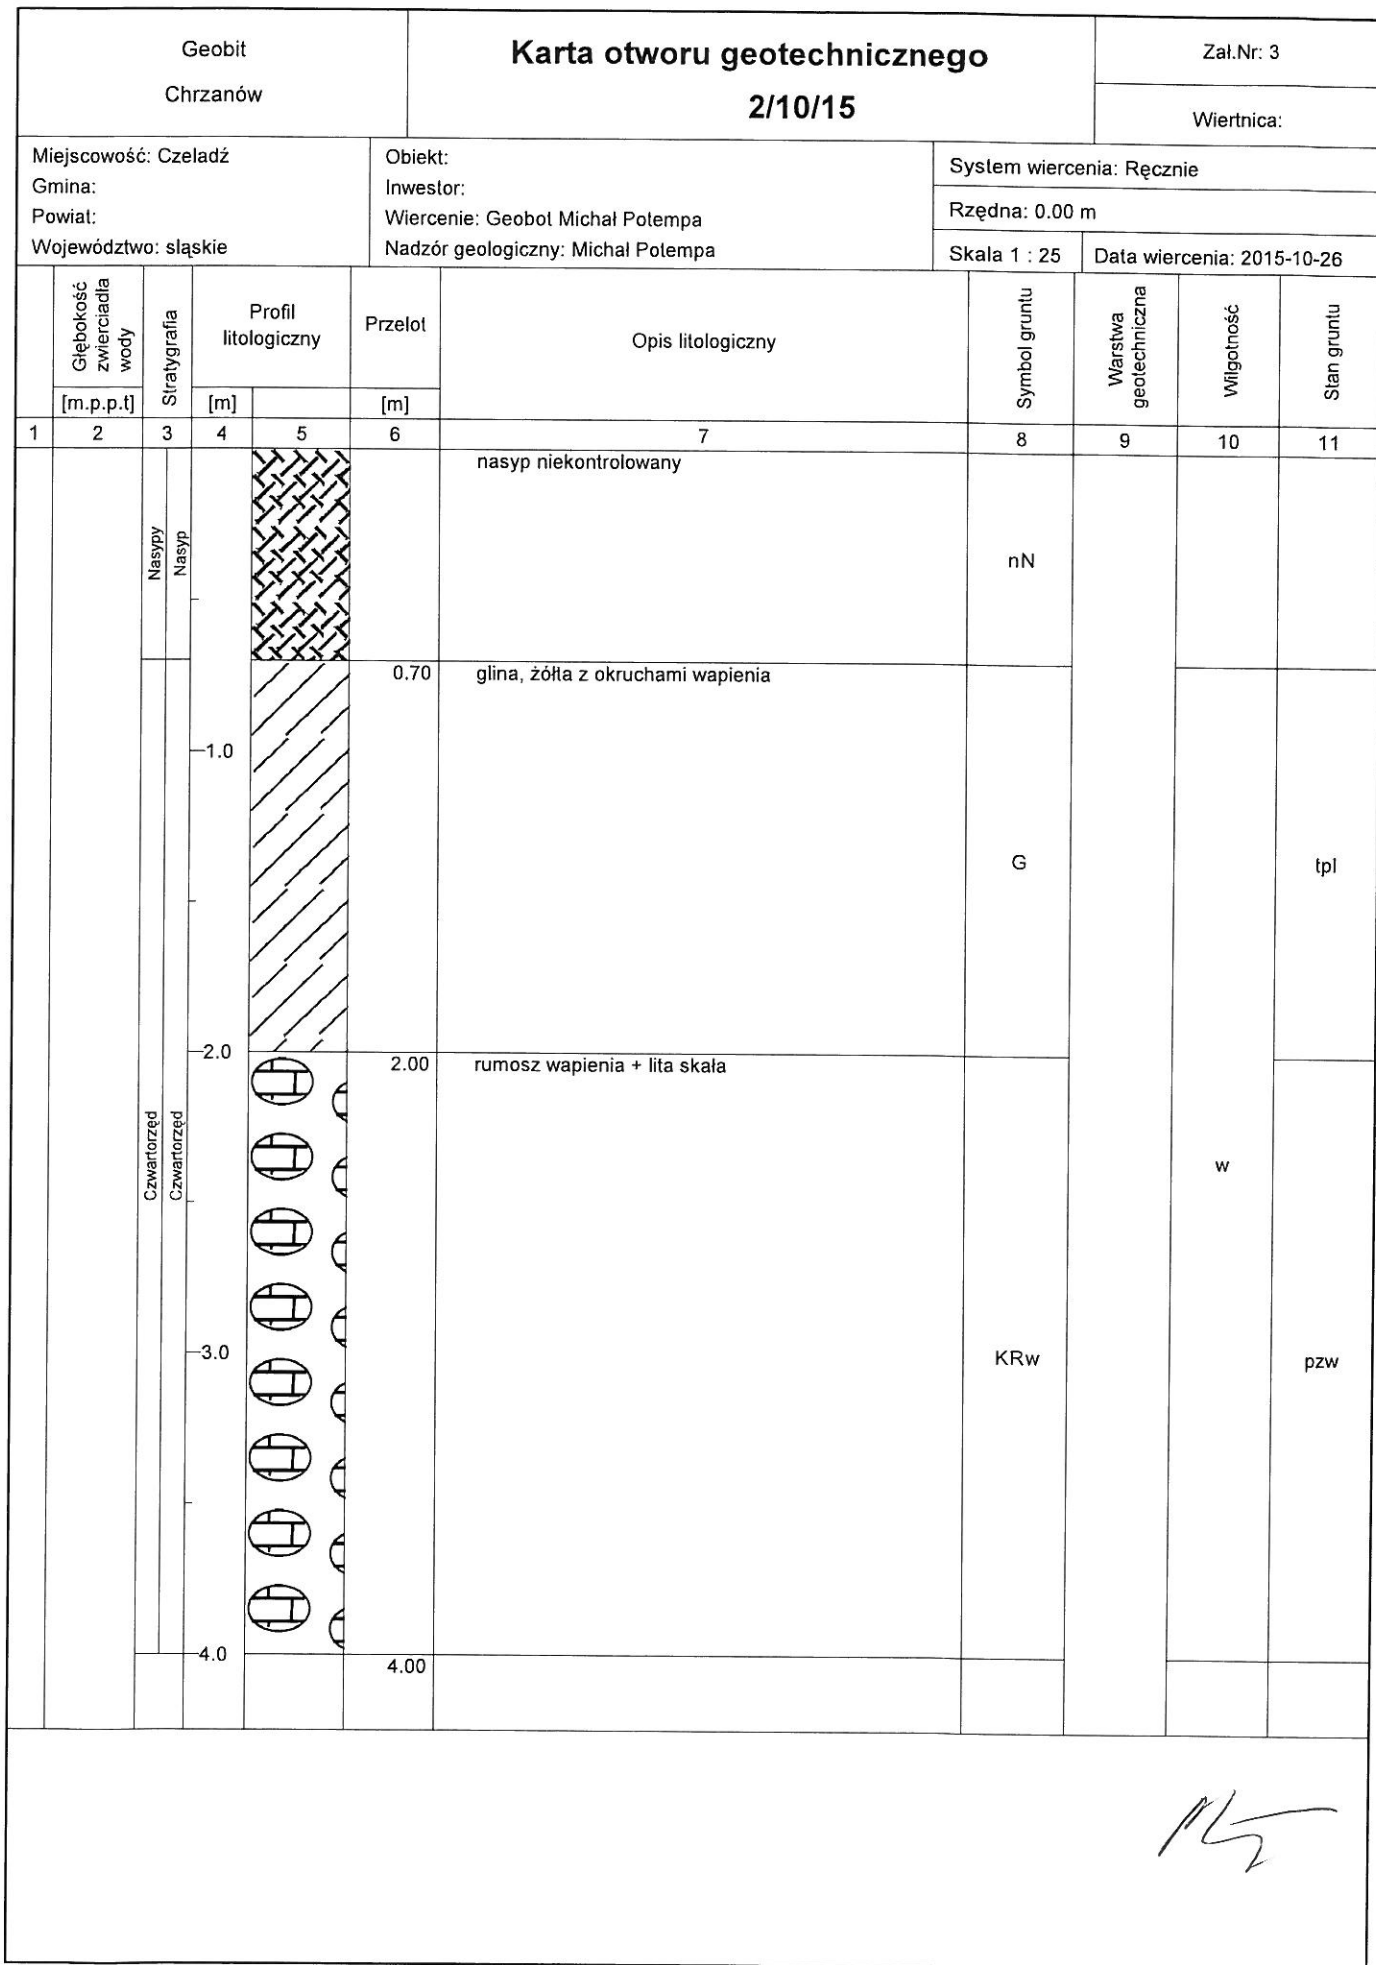 Geobit
Chrzanów
Karta otworu geotechnicznego
2/10/15
Zał.Nr: 3
Wiertnica:
Miejscowość: Czeladź
Gmina:
Powiat:
Województwo: sląskie
Obiekt:
Inwestor:
Wiercenie: Geobot Michał Potempa
Nadzór geologiczny: Michał Potempa
System wiercenia: Ręcznie
Rzędna: 0.00 m
Skala 1 : 25
Data wiercenia: 2015-10-26
Głębokość
zwierciadła
wody
[m.p.p.t]
Stratygrafia
Profil
litologiczny
[m]
Przelot
[m]
Opis litologiczny
Symbol gruntu
Warstwa
geotechniczna
Wilgotność
Stan gruntu
1 2 3 4 5 6 7 8 9 10 11
nasyp niekontrolowany
Nasypy
Nasyp
nN
0.70
glina, żółta z okruchami wapienia
1.0
G
tpl
2.0
2.00
rumosz wapienia + lita skała
Czwartorzęd
Czwartorzęd
w
3.0
KRw
pzw
4.0
4.00